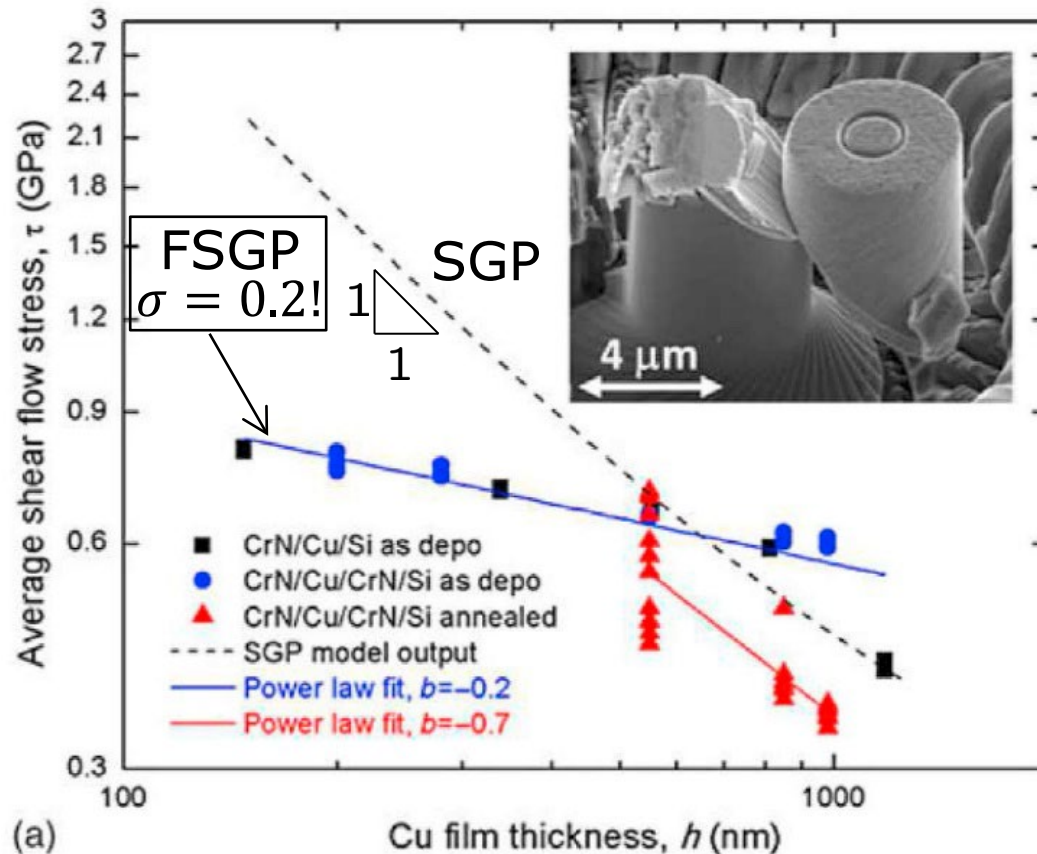 3
2.7
2.4
2.1
1.8
1.5
1.2
0.9
0.6
0.3
Average shear flow stress, τ (GPa)
FSGP
σ = 0.2!
SGP
1
1
4 μm
CrN/Cu/Si as depo
CrN/Cu/CrN/Si as depo
CrN/Cu/CrN/Si annealed
SGP model output
Power law fit, b=−0.2
Power law fit, b=−0.7
100
1000
(a)
Cu film thickness, h (nm)